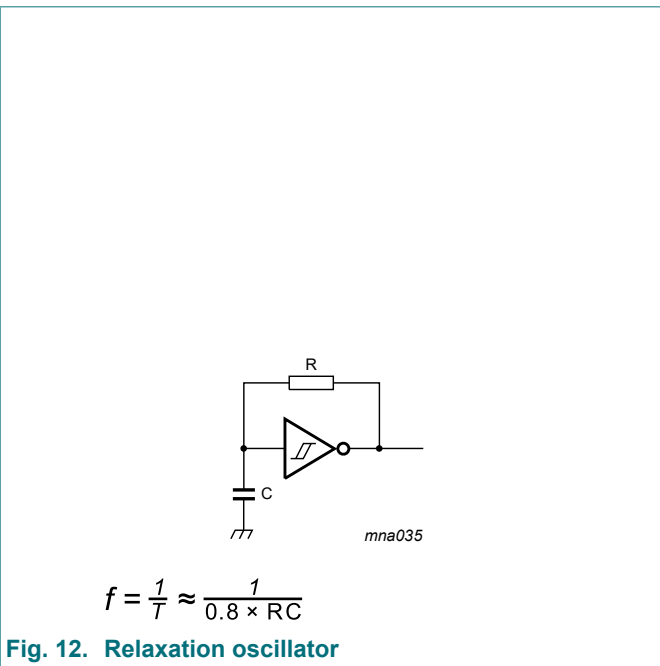 R
C
mna035
f = 1/T ≈ 1/(0.8 × RC)
Fig. 12. Relaxation oscillator